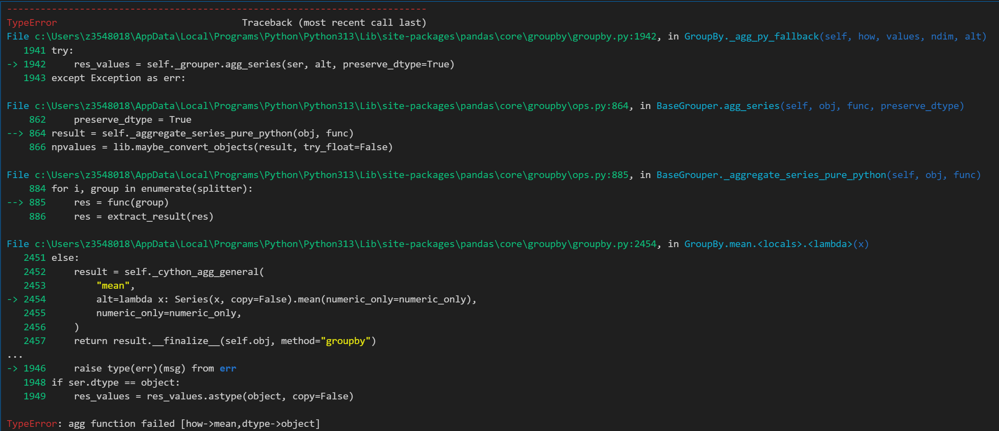 ---------------------------------------------------------------------------
TypeError                                 Traceback (most recent call last)
File c:\Users\z3548018\AppData\Local\Programs\Python\Python313\Lib\site-packages\pandas\core\groupby\groupby.py:1942, in GroupBy._agg_py_fallback(self, how, values, ndim, alt)
   1941 try:
-> 1942     res_values = self._grouper.agg_series(ser, alt, preserve_dtype=True)
   1943 except Exception as err:

File c:\Users\z3548018\AppData\Local\Programs\Python\Python313\Lib\site-packages\pandas\core\groupby\ops.py:864, in BaseGrouper.agg_series(self, obj, func, preserve_dtype)
    862     preserve_dtype = True
--> 864 result = self._aggregate_series_pure_python(obj, func)
    866 npvalues = lib.maybe_convert_objects(result, try_float=False)

File c:\Users\z3548018\AppData\Local\Programs\Python\Python313\Lib\site-packages\pandas\core\groupby\ops.py:885, in BaseGrouper._aggregate_series_pure_python(self, obj, func)
    884 for i, group in enumerate(splitter):
--> 885     res = func(group)
    886     res = extract_result(res)

File c:\Users\z3548018\AppData\Local\Programs\Python\Python313\Lib\site-packages\pandas\core\groupby\groupby.py:2454, in GroupBy.mean.<locals>.<lambda>(x)
   2451 else:
   2452     result = self._cython_agg_general(
   2453         "mean",
-> 2454         alt=lambda x: Series(x, copy=False).mean(numeric_only=numeric_only),
   2455         numeric_only=numeric_only,
   2456     )
   2457     return result.__finalize__(self.obj, method="groupby")
...
-> 1946     raise type(err)(msg) from err
   1948 if ser.dtype == object:
   1949     res_values = res_values.astype(object, copy=False)

TypeError: agg function failed [how->mean,dtype->object]